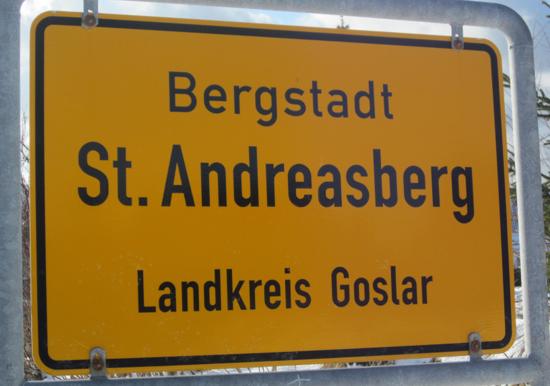 Bergstadt
St. Andreasberg
Landkreis Goslar